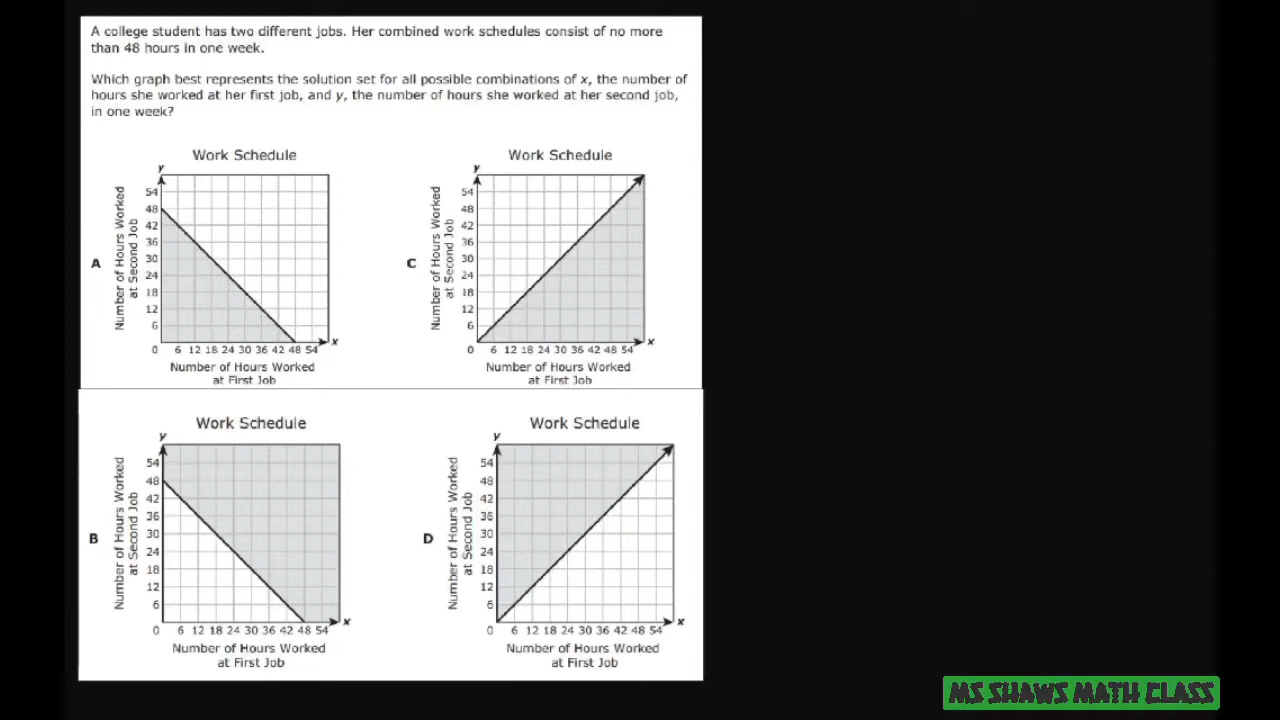 A college student has two different jobs. Her combined work schedules consist of no more
than 48 hours in one week.
Which graph best represents the solution set for all possible combinations of x, the number of
hours she worked at her first job, and y, the number of hours she worked at her second job,
in one week?
A
Work Schedule
y
Number of Hours Worked
at Second Job
54
48
42
36
30
24
18
12
6
0 6 12 18 24 30 36 42 48 54 x
Number of Hours Worked
at First Job
C
Work Schedule
y
Number of Hours Worked
at Second Job
54
48
42
36
30
24
18
12
6
0 6 12 18 24 30 36 42 48 54 x
Number of Hours Worked
at First Job
B
Work Schedule
y
Number of Hours Worked
at Second Job
54
48
42
36
30
24
18
12
6
0 6 12 18 24 30 36 42 48 54 x
Number of Hours Worked
at First Job
D
Work Schedule
y
Number of Hours Worked
at Second Job
54
48
42
36
30
24
18
12
6
0 6 12 18 24 30 36 42 48 54 x
Number of Hours Worked
at First Job
MS SHAWS MATH CLASS